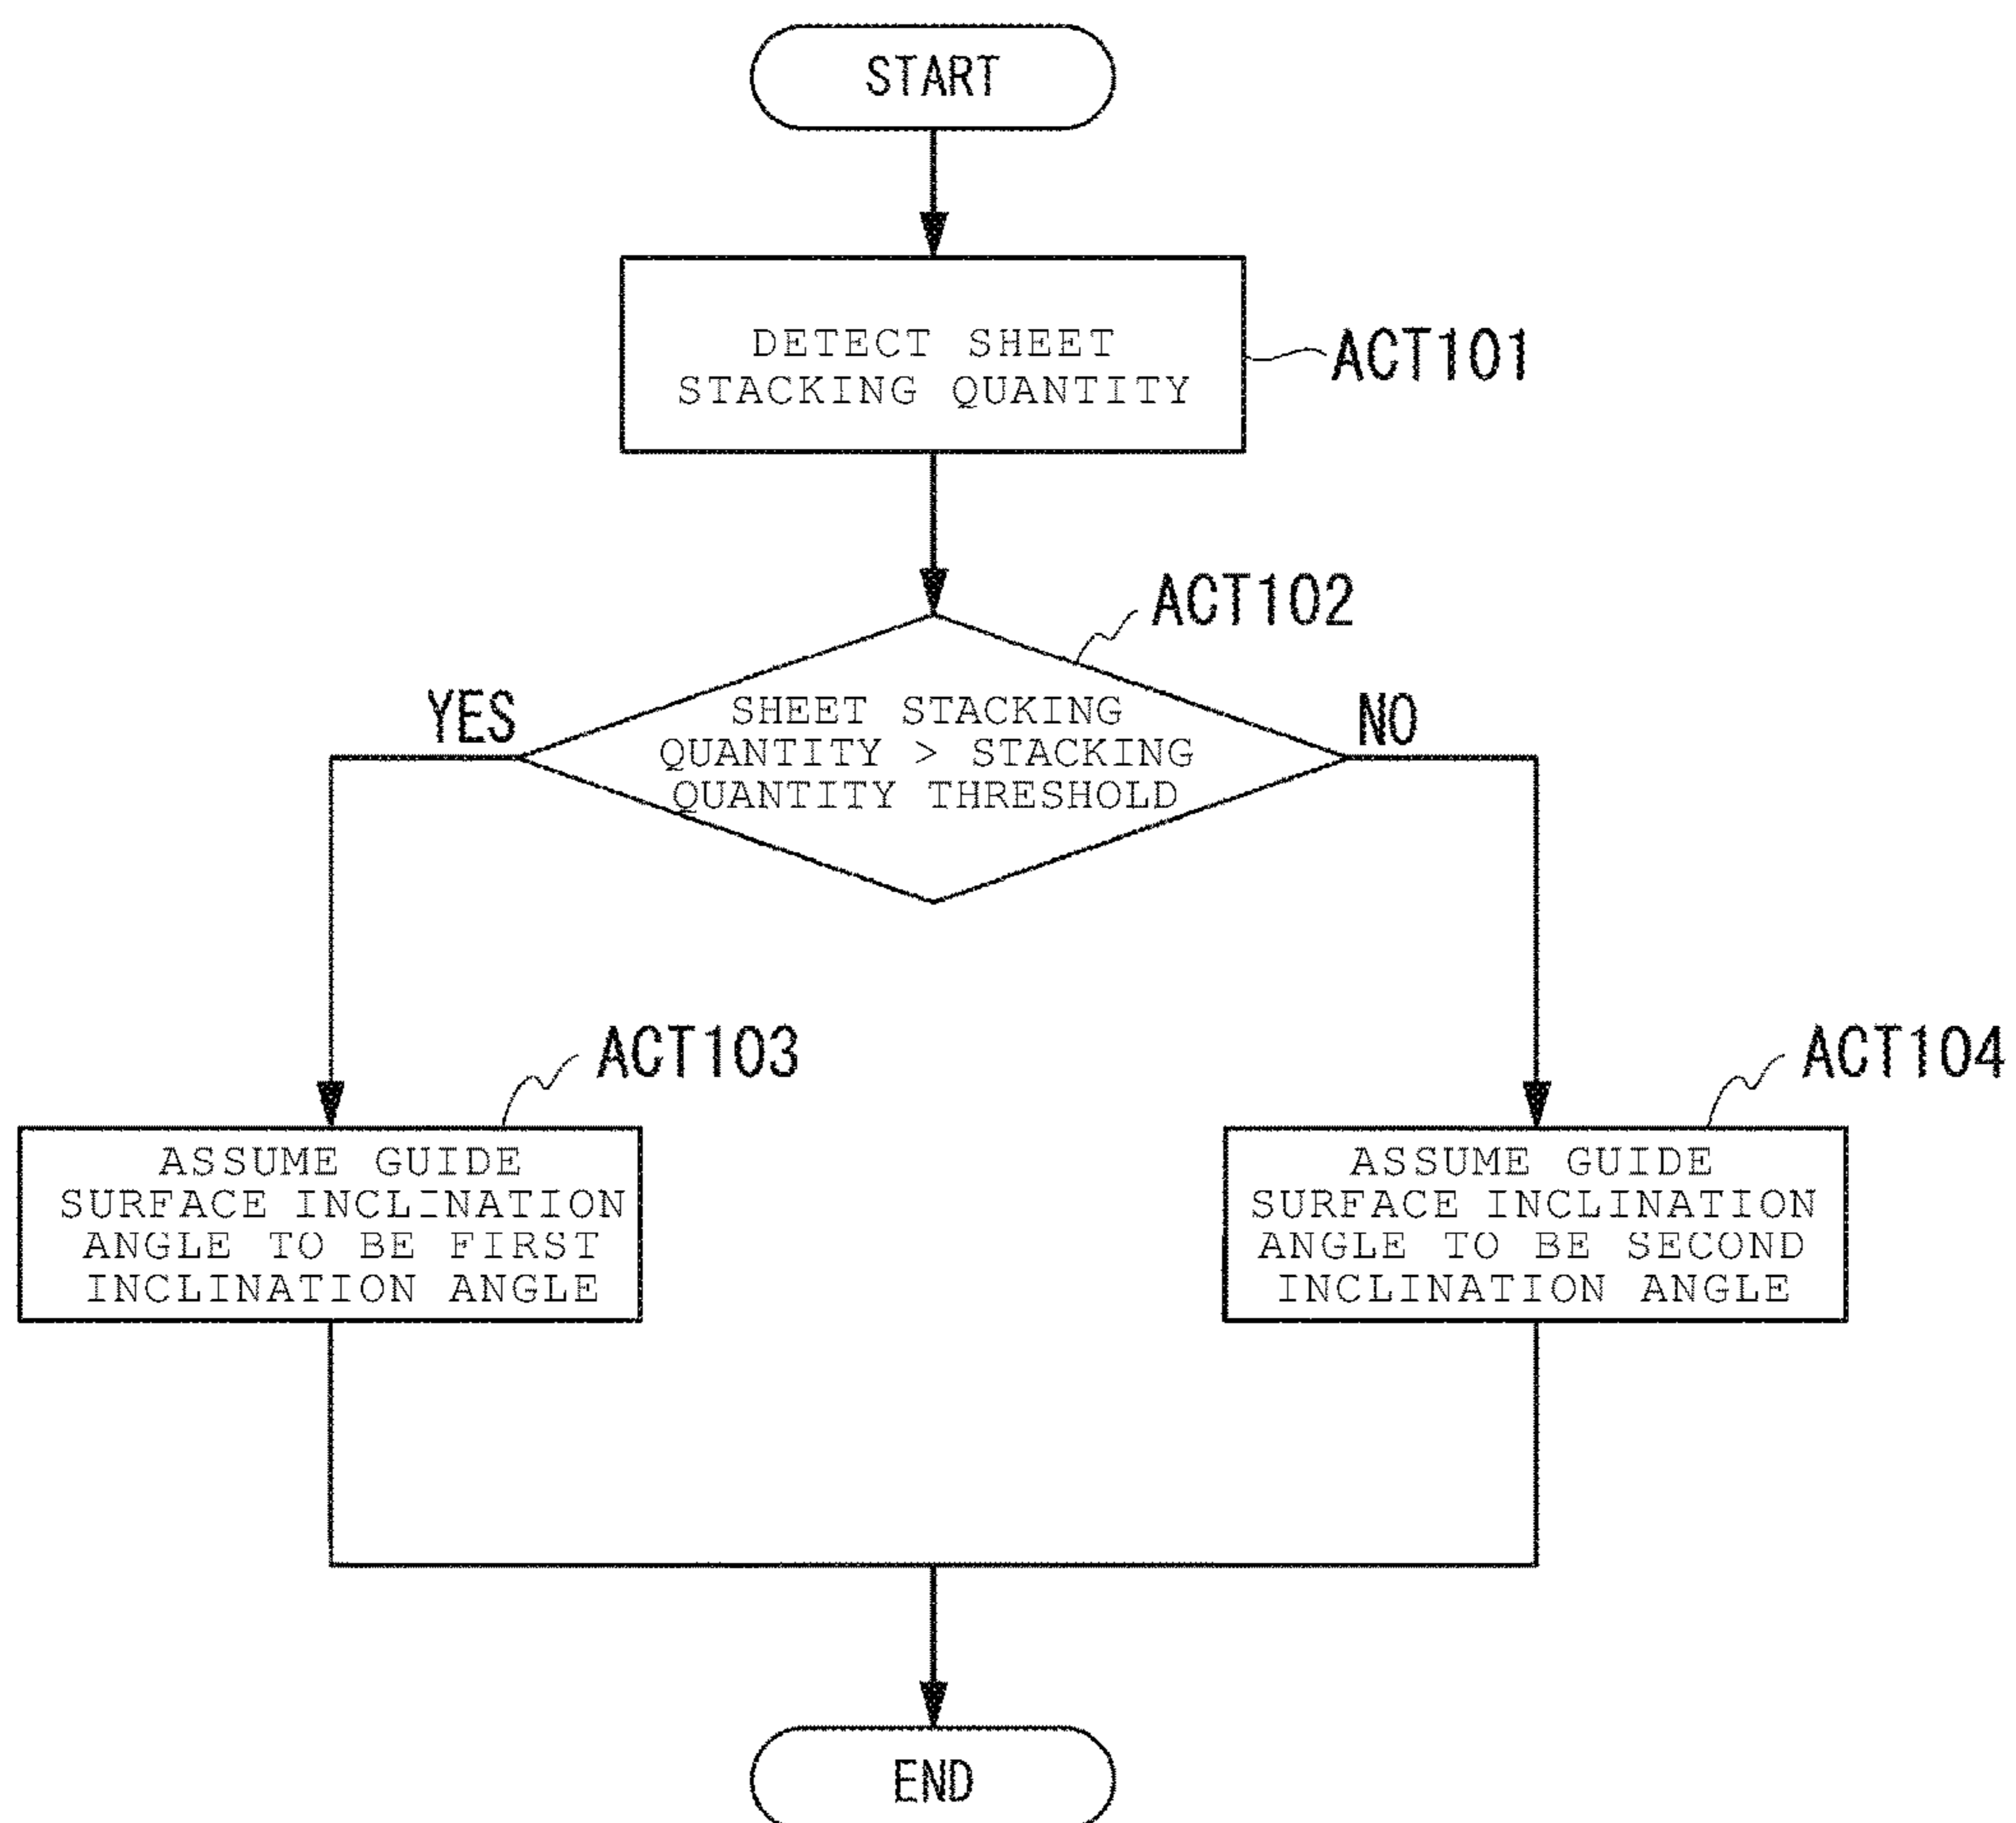 START
DETECT SHEET
STACKING QUANTITY
ACT101
ACT102
YES
NO
SHEET STACKING
QUANTITY > STACKING
QUANTITY THRESHOLD
ACT103
ASSUME GUIDE
SURFACE INCLINATION
ANGLE TO BE FIRST
INCLINATION ANGLE
ACT104
ASSUME GUIDE
SURFACE INCLINATION
ANGLE TO BE SECOND
INCLINATION ANGLE
END